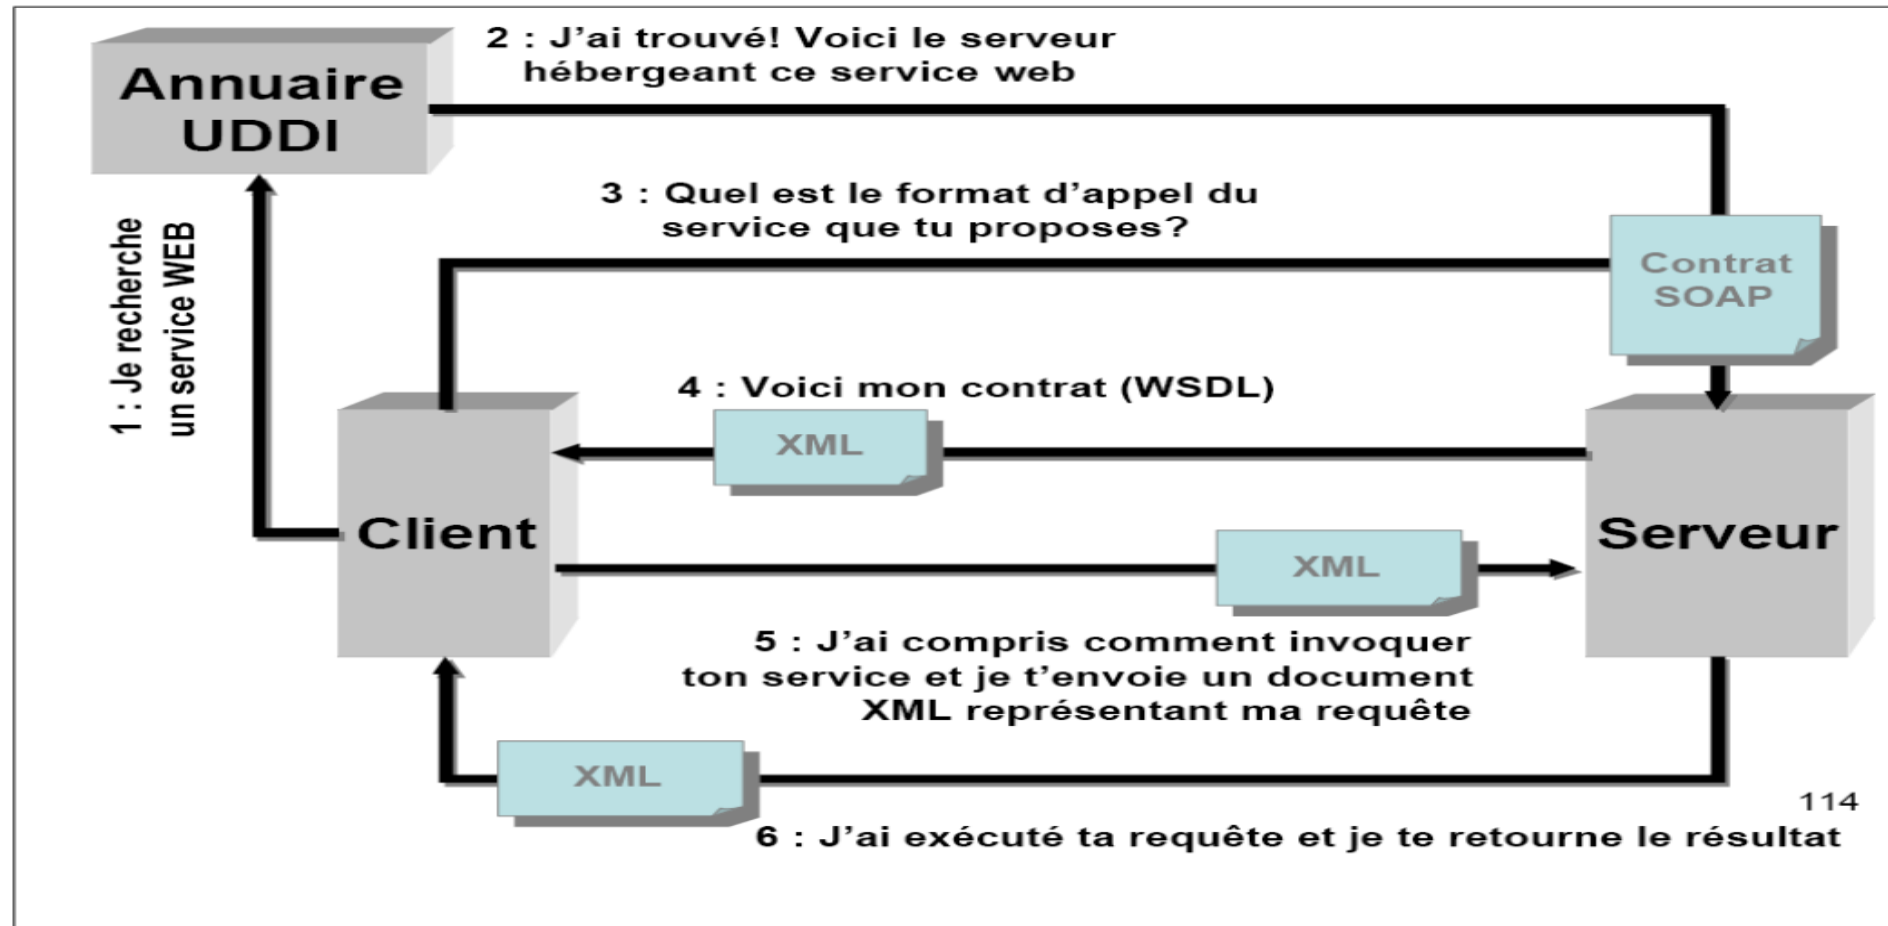 Annuaire
UDDI
2 : J'ai trouvé! Voici le serveur
hébergeant ce service web
1 : Je recherche
un service WEB
3 : Quel est le format d'appel du
service que tu proposes?
Contrat
SOAP
4 : Voici mon contrat (WSDL)
XML
Client
Serveur
XML
5 : J'ai compris comment invoquer
ton service et je t'envoie un document
XML représentant ma requête
XML
114
6 : J'ai exécuté ta requête et je te retourne le résultat